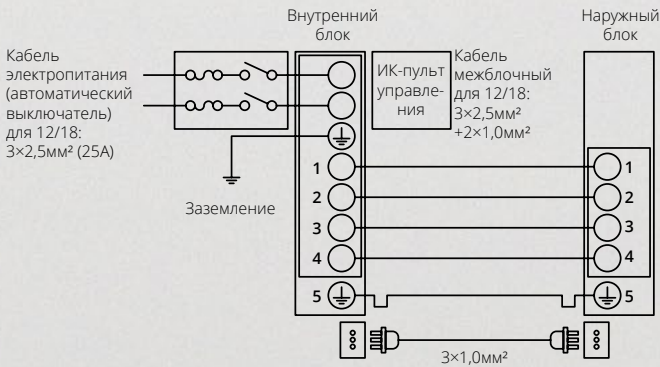 Внутренний
блок
Наружный
блок
Кабель
электропитания
(автоматический
выключатель)
для 12/18:
3×2,5мм² (25А)
ИК-пульт
управле-
ния
Кабель
межблочный
для 12/18:
3×2,5мм²
+2×1,0мм²
Заземление
1
2
3
4
5
1
2
3
4
5
3×1,0мм²